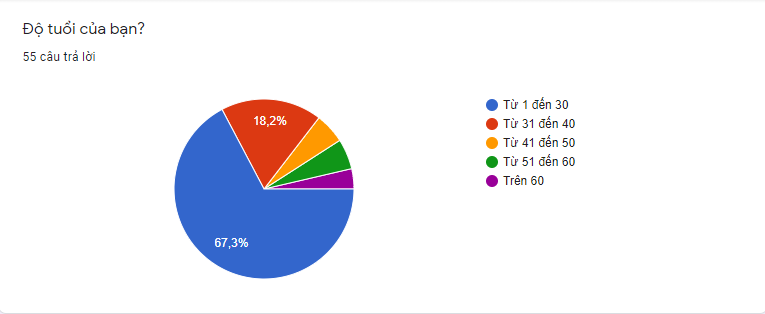 Độ tuổi của bạn?
55 câu trả lời
18,2%
67,3%
Từ 1 đến 30
Từ 31 đến 40
Từ 41 đến 50
Từ 51 đến 60
Trên 60